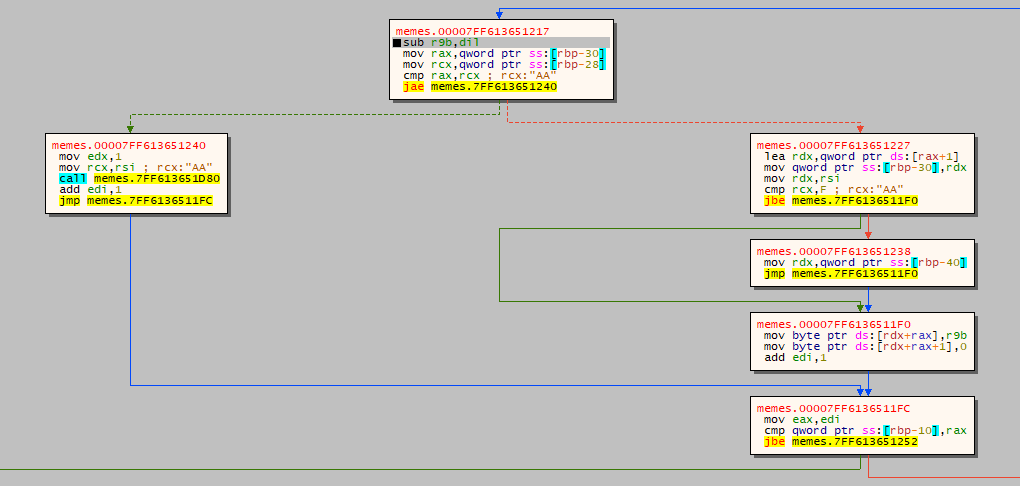 memes.00007FF613651217
sub r9b,dil
mov rax,qword ptr ss:[rbp-30]
mov rcx,qword ptr ss:[rbp-28]
cmp rax,rcx ; rcx:"AA"
jae memes.7FF613651240
memes.00007FF613651240
mov edx,1
mov rcx,rsi ; rcx:"AA"
call memes.7FF613651D80
add edi,1
jmp memes.7FF6136511FC
memes.00007FF613651227
lea rdx,qword ptr ds:[rax+1]
mov qword ptr ss:[rbp-30],rdx
mov rdx,rsi
cmp rcx,F ; rcx:"AA"
jbe memes.7FF6136511F0
memes.00007FF613651238
mov rdx,qword ptr ss:[rbp-40]
jmp memes.7FF6136511F0
memes.00007FF6136511F0
mov byte ptr ds:[rdx+rax],r9b
mov byte ptr ds:[rdx+rax+1],0
add edi,1
memes.00007FF6136511FC
mov eax,edi
cmp qword ptr ss:[rbp-10],rax
jbe memes.7FF613651252